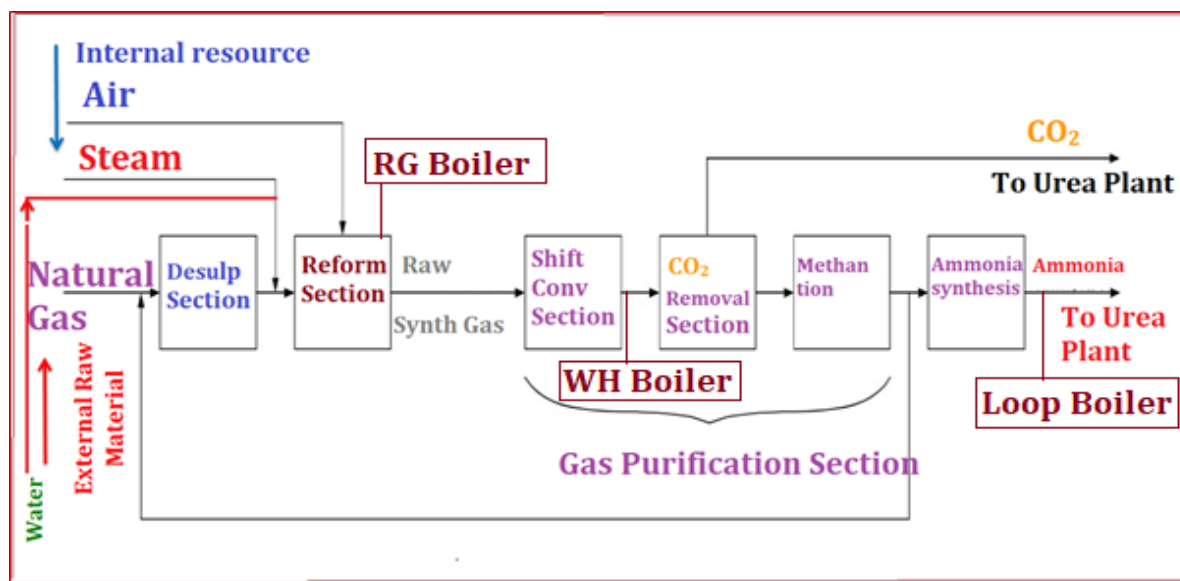 Internal resource
Air
Steam
RG Boiler
CO₂
To Urea Plant
Natural
Gas
Desulp
Section
Reform
Section
Raw
Synth Gas
Shift
Conv
Section
CO₂
Removal
Section
Methan
tion
Ammonia
synthesis
Ammonia
To Urea
Plant
WH Boiler
Loop Boiler
Gas Purification Section
External Raw
Material
Water